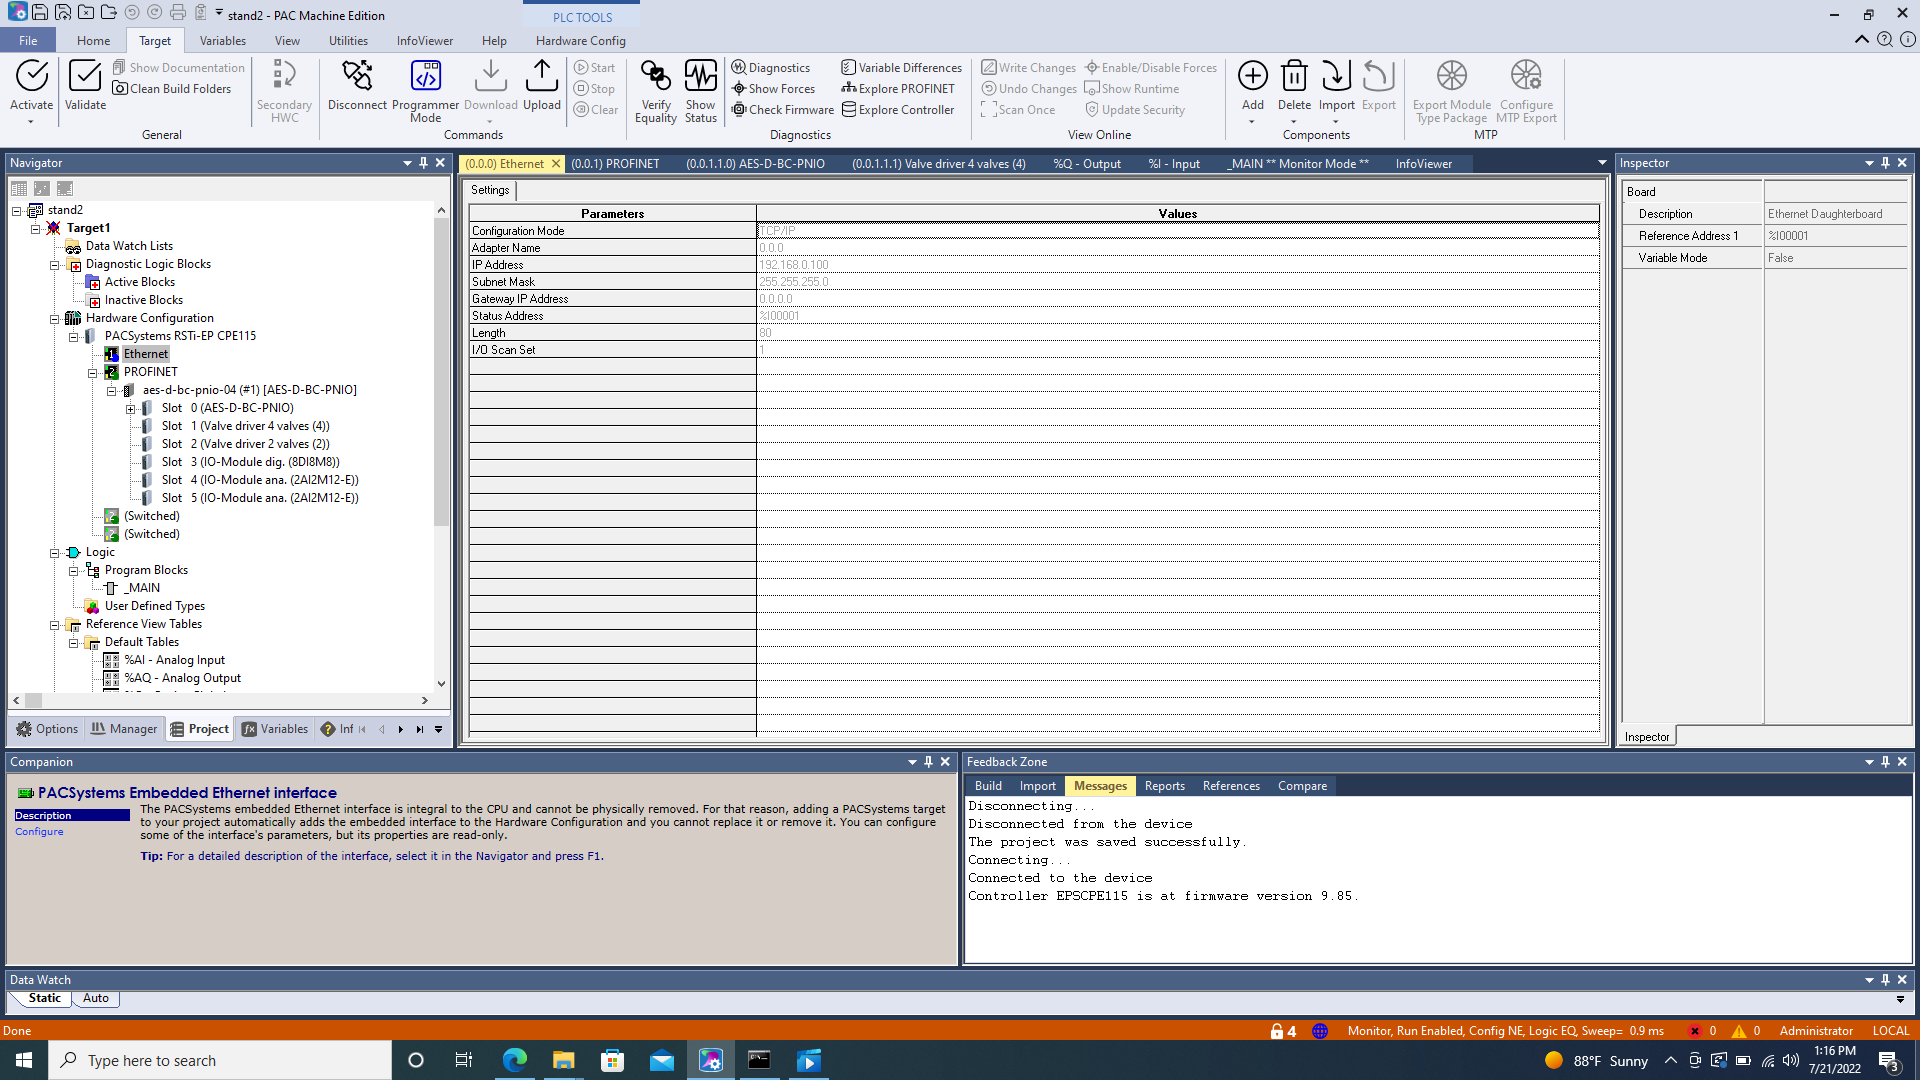 stand2 - PAC Machine Edition
PLC TOOLS
File Home Target Variables View Utilities InfoViewer Help Hardware Config
Activate
Validate
Show Documentation
Clean Build Folders
General
Secondary HWC
Disconnect
Programmer Mode
Download
Upload
Start
Stop
Clear
Commands
Verify Equality
Show Status
Diagnostics
Show Forces
Check Firmware
Variable Differences
Explore PROFINET
Explore Controller
Diagnostics
Write Changes
Undo Changes
Scan Once
Enable/Disable Forces
Show Runtime
Update Security
View Online
Add
Delete
Import
Export
Components
Export Module Type Package
Configure MTP Export
MTP
Navigator
stand2
Target1
Data Watch Lists
Diagnostic Logic Blocks
Active Blocks
Inactive Blocks
Hardware Configuration
PACSystems RSTi-EP CPE115
Ethernet
PROFINET
aes-d-bc-pnio-04 (#1) [AES-D-BC-PNIO]
Slot 0 (AES-D-BC-PNIO)
Slot 1 (Valve driver 4 valves (4))
Slot 2 (Valve driver 2 valves (2))
Slot 3 (IO-Module dig. (8DI8M8))
Slot 4 (IO-Module ana. (2AI2M12-E))
Slot 5 (IO-Module ana. (2AI2M12-E))
(Switched)
(Switched)
Logic
Program Blocks
_MAIN
User Defined Types
Reference View Tables
Default Tables
%AI - Analog Input
%AQ - Analog Output
Options Manager Project Variables Inf
(0.0.0) Ethernet (0.0.1) PROFINET (0.0.1.1.0) AES-D-BC-PNIO (0.0.1.1.1) Valve driver 4 valves (4) %Q - Output %I - Input _MAIN ** Monitor Mode ** InfoViewer
Settings
Parameters Values
Configuration Mode TCP/IP
Adapter Name 0.0.0
IP Address 192.168.0.100
Subnet Mask 255.255.255.0
Gateway IP Address 0.0.0.0
Status Address %I00001
Length 80
I/O Scan Set 1
Inspector
Board
Description Ethernet Daughterboard
Reference Address 1 %I00001
Variable Mode False
Inspector
Companion
PACSystems Embedded Ethernet interface
Description
Configure
The PACSystems embedded Ethernet interface is integral to the CPU and cannot be physically removed. For that reason, adding a PACSystems target
to your project automatically adds the embedded interface to the Hardware Configuration and you cannot replace it or remove it. You can configure
some of the interface's parameters, but its properties are read-only.
Tip: For a detailed description of the interface, select it in the Navigator and press F1.
Feedback Zone
Build Import Messages Reports References Compare
Disconnecting...
Disconnected from the device
The project was saved successfully.
Connecting...
Connected to the device
Controller EPSCPE115 is at firmware version 9.85.
Data Watch
Static Auto
Done
4 Monitor, Run Enabled, Config NE, Logic EQ, Sweep= 0.9 ms 0 0 Administrator LOCAL
Type here to search
88°F Sunny
1:16 PM
7/21/2022
3